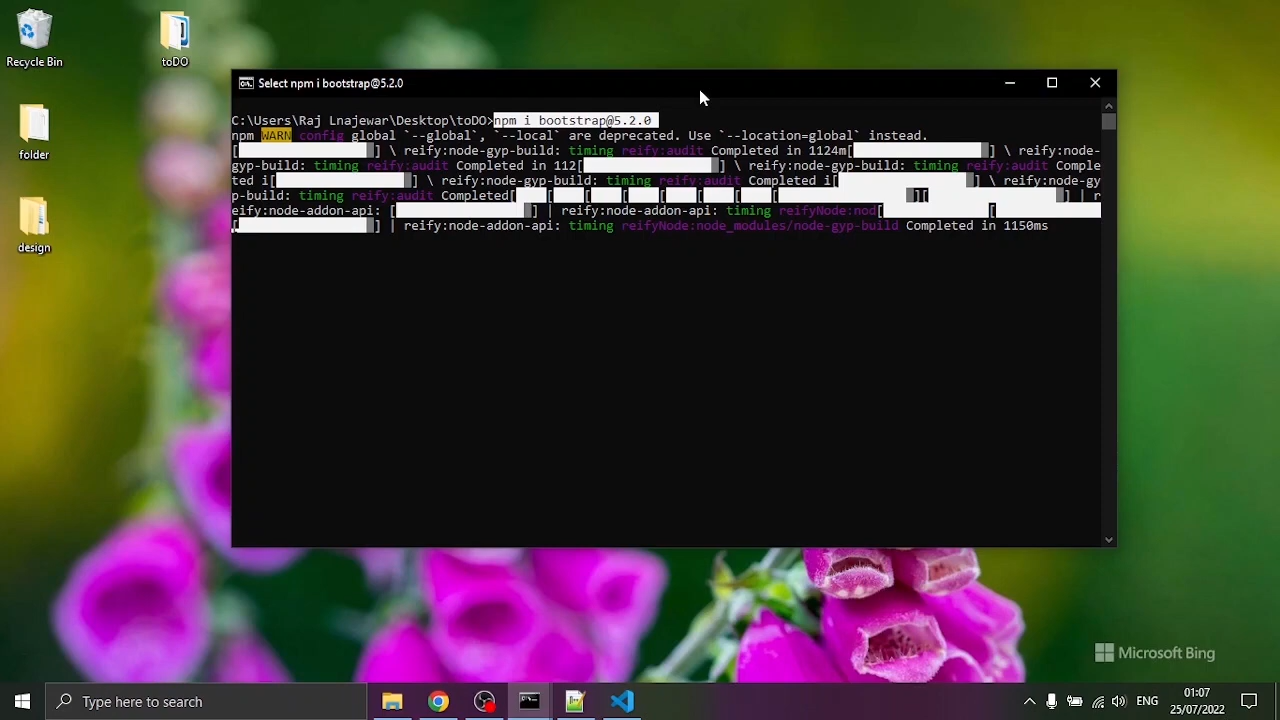 Recycle Bin
toDO
folder
design
Select npm i bootstrap@5.2.0
C:\Users\Raj Lnajewar\Desktop\toDO>npm i bootstrap@5.2.0
npm WARN config global `--global`, `--local` are deprecated. Use `--location=global` instead.
[ ] \ reify:node-gyp-build: timing reify:audit Completed in 1124m[ ] \ reify:node-
gyp-build: timing reify:audit Completed in 112[ ] \ reify:node-gyp-build: timing reify:audit Comple
ted i[ ] \ reify:node-gyp-build: timing reify:audit Completed i[ ] \ reify:node-gy
p-build: timing reify:audit Completed[ [ [ [ [ [ [ [ ][ ] | r
eify:node-addon-api: [ ] | reify:node-addon-api: timing reifyNode:nod[ [
[ ] | reify:node-addon-api: timing reifyNode:node_modules/node-gyp-build Completed in 1150ms
Microsoft Bing
Type here to search
ENG
01:07
25/07/2022